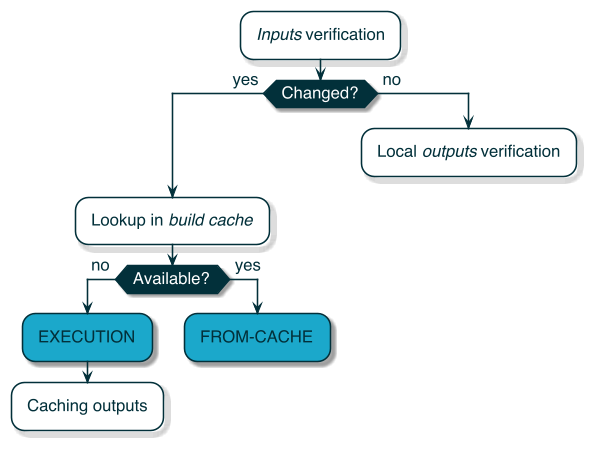 Inputs verification
yes
Changed?
no
Local outputs verification
Lookup in build cache
no
Available?
yes
EXECUTION
FROM-CACHE
Caching outputs